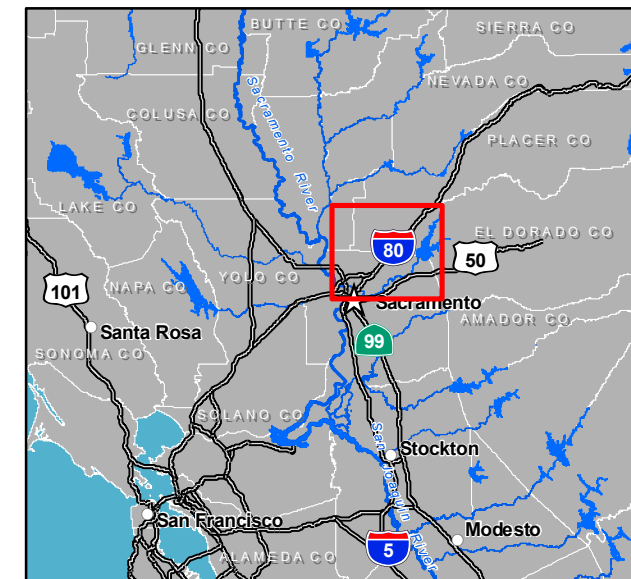 BUTTE CO
SIERRA CO
GLENN CO
NEVADA CO
Sacramento River
COLUSA CO
PLACER CO
LAKE CO
EL DORADO CO
80
50
YOLO CO
101
NAPA CO
Sacramento
AMADOR CO
Santa Rosa
99
SONOMA CO
SOLANO CO
San Joaquin River
Stockton
San Francisco
Modesto
5
ALAMEDA CO